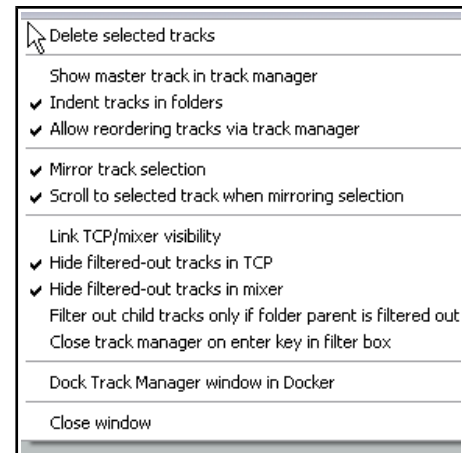 Delete selected tracks
Show master track in track manager
Indent tracks in folders
Allow reordering tracks via track manager
Mirror track selection
Scroll to selected track when mirroring selection
Link TCP/mixer visibility
Hide filtered-out tracks in TCP
Hide filtered-out tracks in mixer
Filter out child tracks only if folder parent is filtered out
Close track manager on enter key in filter box
Dock Track Manager window in Docker
Close window